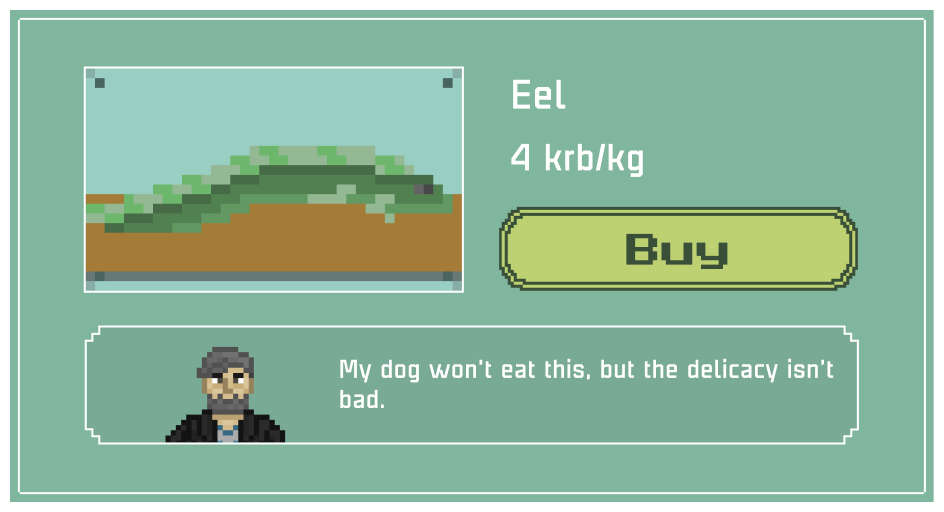 Eel
4 krb/kg
Buy
My dog won't eat this, but the delicacy isn't
bad.